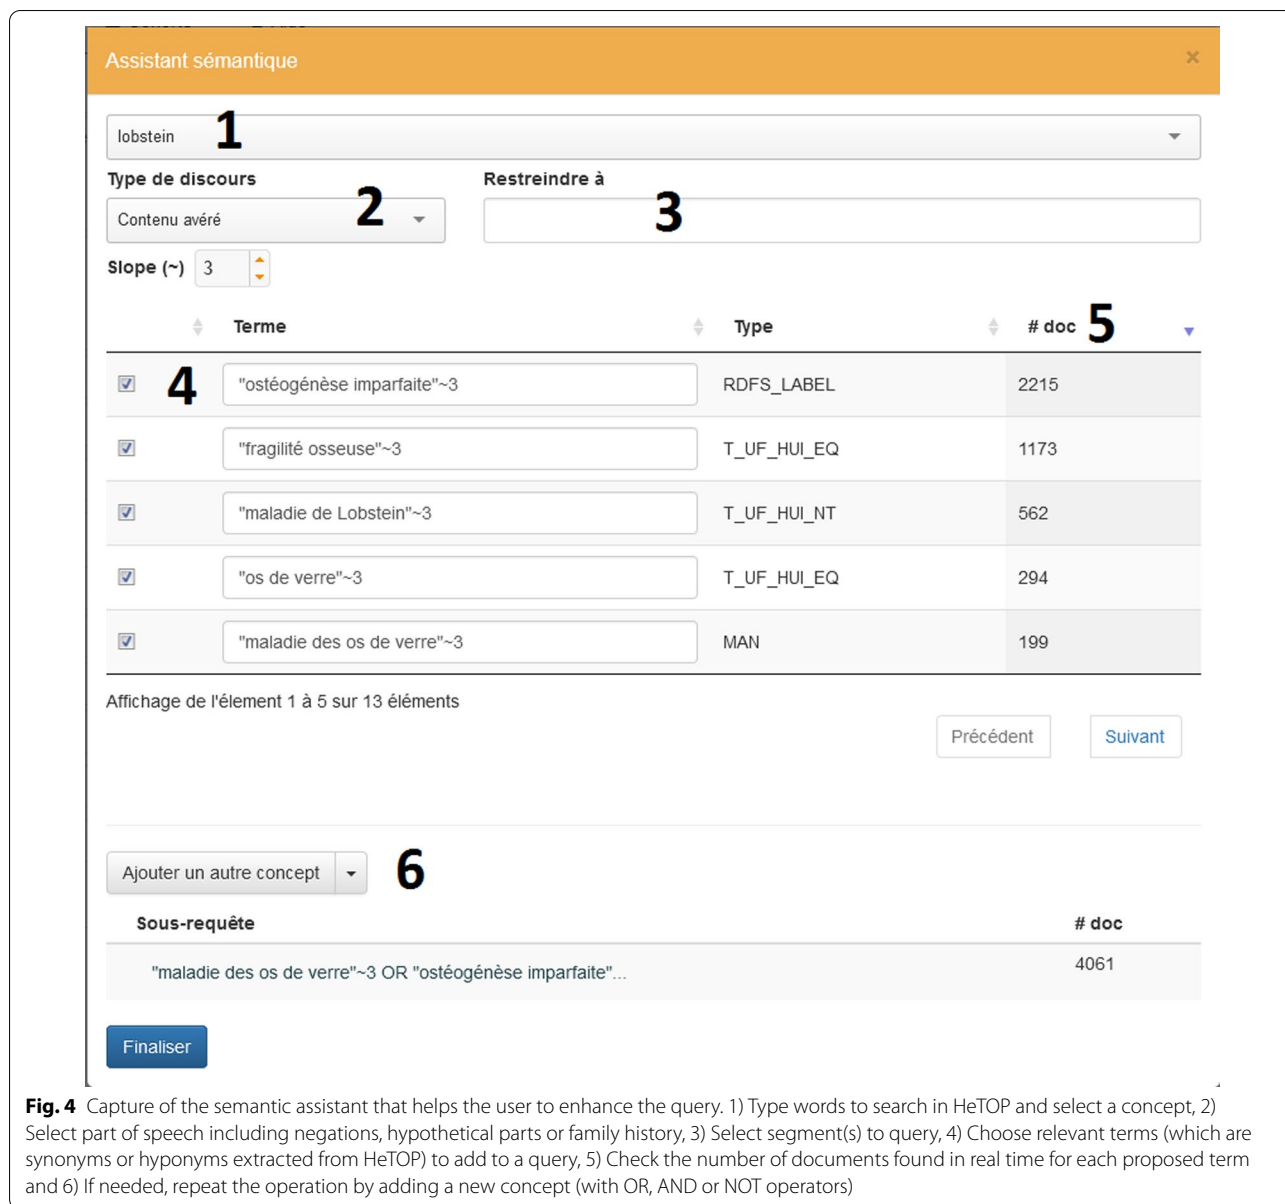 Assistant sémantique ×
lobstein 1
Type de discours Restreindre à
Contenu avéré 2 3
Slope (~) 3
Terme Type # doc 5
4 "ostéogénèse imparfaite"~3 RDFS_LABEL 2215
"fragilité osseuse"~3 T_UF_HUI_EQ 1173
"maladie de Lobstein"~3 T_UF_HUI_NT 562
"os de verre"~3 T_UF_HUI_EQ 294
"maladie des os de verre"~3 MAN 199
Affichage de l'élement 1 à 5 sur 13 éléments
Précédent Suivant
Ajouter un autre concept 6
Sous-requête # doc
"maladie des os de verre"~3 OR "ostéogénèse imparfaite"... 4061
Finaliser
Fig. 4 Capture of the semantic assistant that helps the user to enhance the query. 1) Type words to search in HeTOP and select a concept, 2)
Select part of speech including negations, hypothetical parts or family history, 3) Select segment(s) to query, 4) Choose relevant terms (which are
synonyms or hyponyms extracted from HeTOP) to add to a query, 5) Check the number of documents found in real time for each proposed term
and 6) If needed, repeat the operation by adding a new concept (with OR, AND or NOT operators)